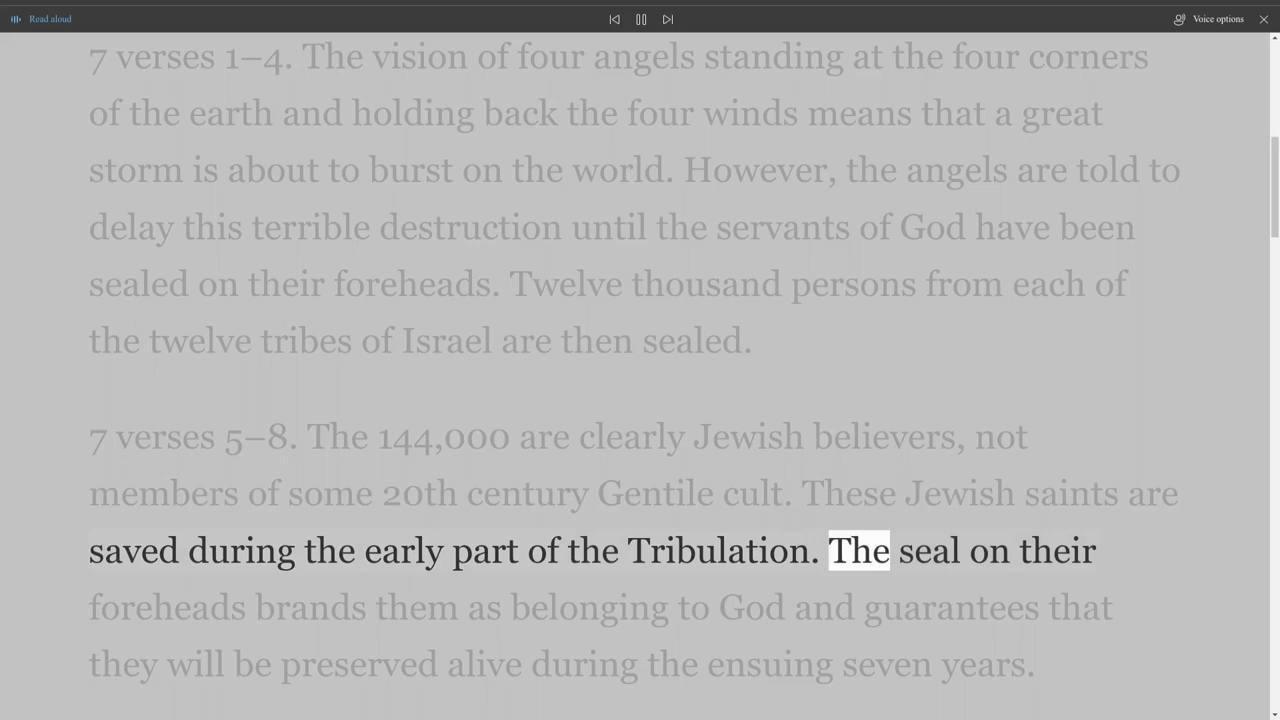 Read aloud
Voice options
7 verses 1–4. The vision of four angels standing at the four corners
of the earth and holding back the four winds means that a great
storm is about to burst on the world. However, the angels are told to
delay this terrible destruction until the servants of God have been
sealed on their foreheads. Twelve thousand persons from each of
the twelve tribes of Israel are then sealed.
7 verses 5–8. The 144,000 are clearly Jewish believers, not
members of some 20th century Gentile cult. These Jewish saints are
saved during the early part of the Tribulation. The seal on their
foreheads brands them as belonging to God and guarantees that
they will be preserved alive during the ensuing seven years.